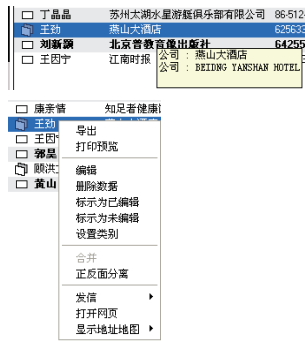 丁晶晶 苏州太湖水星游艇俱乐部有限公司 86-512
王劲 燕山大酒店 625633
刘新颖 北京普教音像出版社 64255
王因宁 江南时报
公司 : 燕山大酒店
公司 : BEIDNG YANSHAN HOTEL
康亲情 知足者健康
王劲
王因
郭昊
顾洪
黄山
导出
打印预览
编辑
删除数据
标示为已编辑
标示为未编辑
设置类别
合并
正反面分离
发信
打开网页
显示地址地图